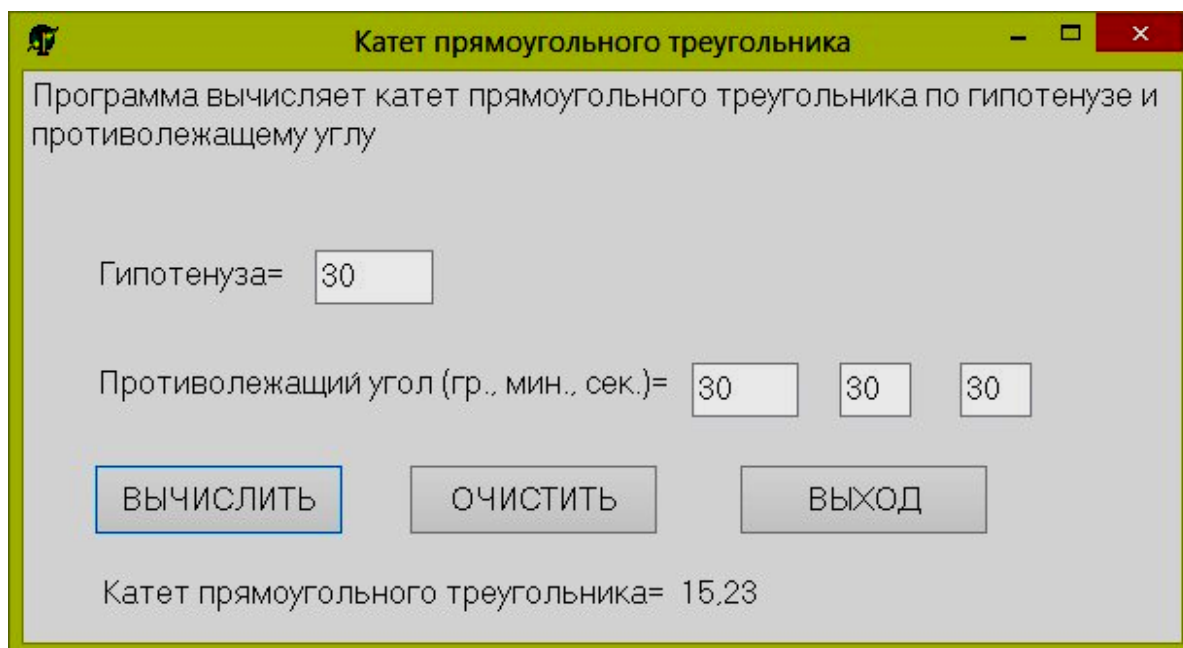 Катет прямоугольного треугольника
Программа вычисляет катет прямоугольного треугольника по гипотенузе и
противолежащему углу
Гипотенуза= 30
Противолежащий угол (гр., мин., сек.)= 30 30 30
ВЫЧИСЛИТЬ ОЧИСТИТЬ ВЫХОД
Катет прямоугольного треугольника= 15,23